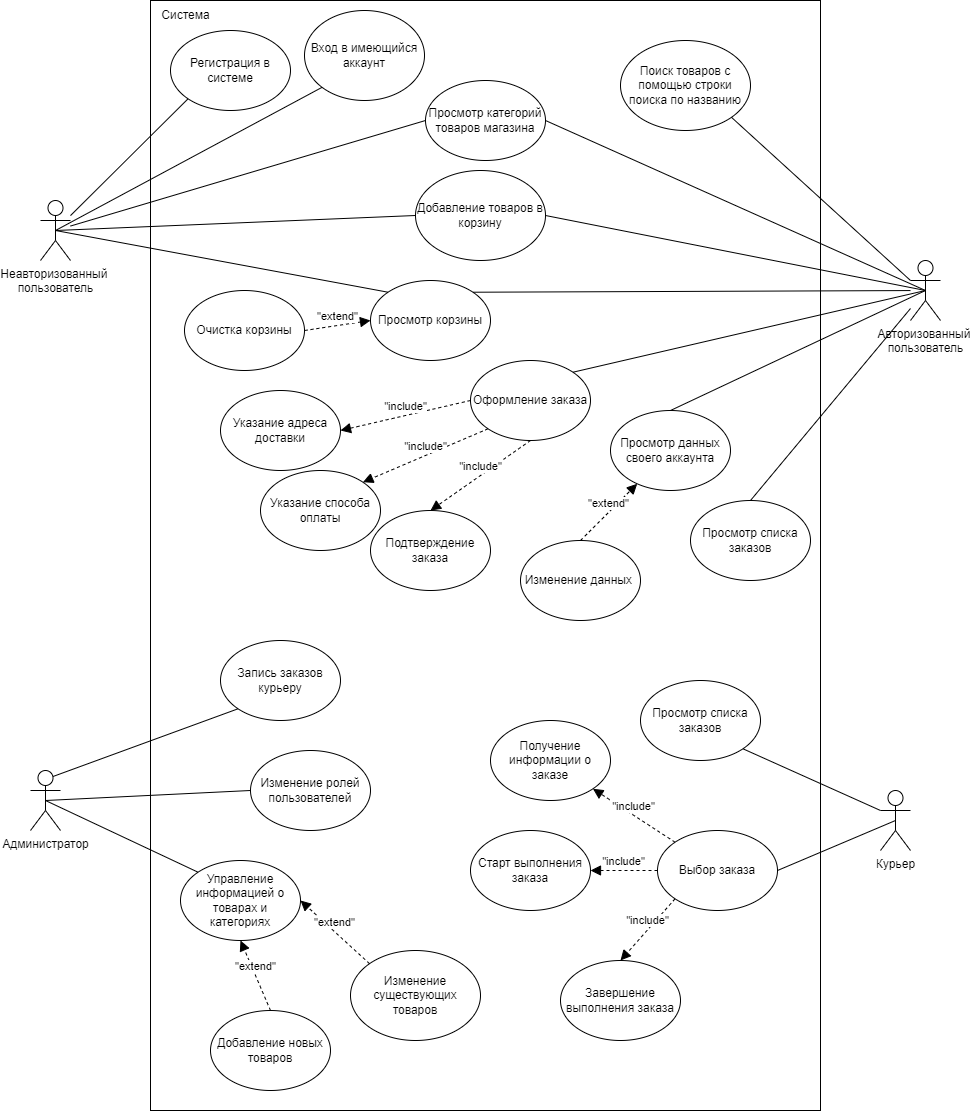 Система
Регистрация в
системе
Вход в имеющийся
аккаунт
Поиск товаров с
помощью строки
поиска по названию
Просмотр категорий
товаров магазина
Добавление товаров в
корзину
Неавторизованный
пользователь
Авторизованный
пользователь
Очистка корзины
"extend"
Просмотр корзины
Оформление заказа
"include"
Указание адреса
доставки
"include"
"include"
Просмотр данных
своего аккаунта
Указание способа
оплаты
"extend"
Подтверждение
заказа
Просмотр списка
заказов
Изменение данных
Запись заказов
курьеру
Просмотр списка
заказов
Получение
информации о
заказе
Изменение ролей
пользователей
"include"
Администратор
Курьер
Старт выполнения
заказа
"include"
Выбор заказа
Управление
информацией о
товарах и
категориях
"extend"
"include"
"extend"
Изменение
существующих
товаров
Завершение
выполнения заказа
Добавление новых
товаров